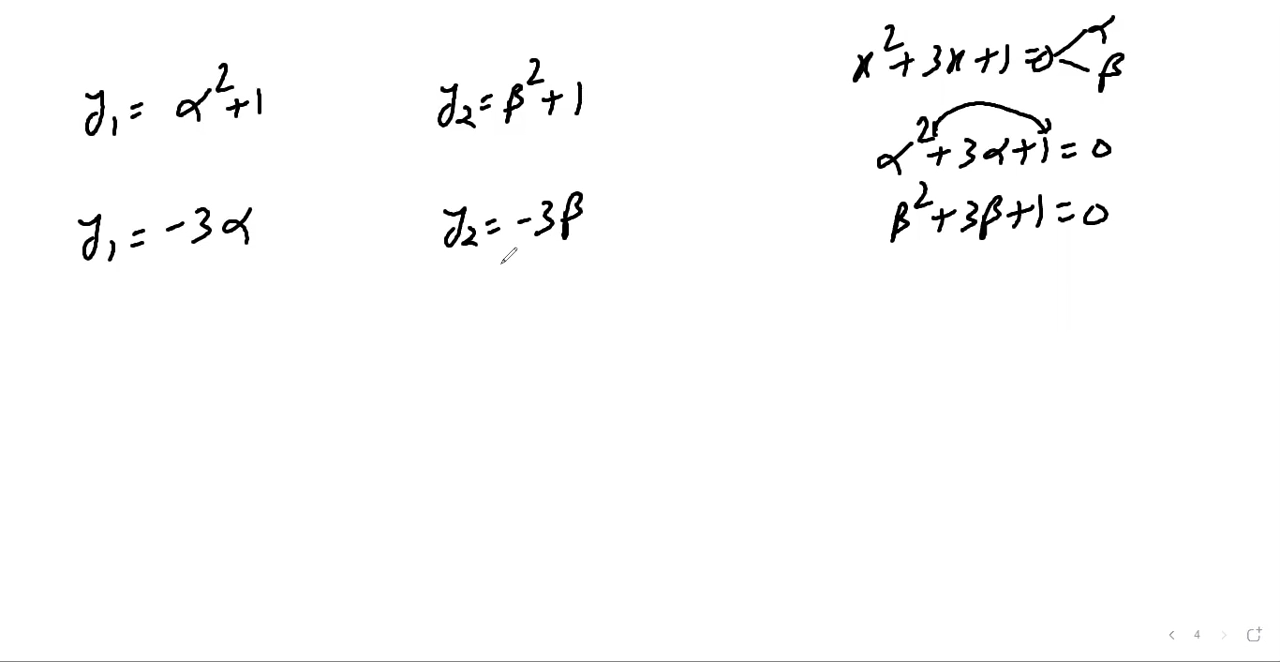 y₁ = α²+1
y₂ = β²+1
x²+3x+1=0
α
β
α²+3α+1=0
y₁ = -3α
y₂ = -3β
β²+3β+1=0
4